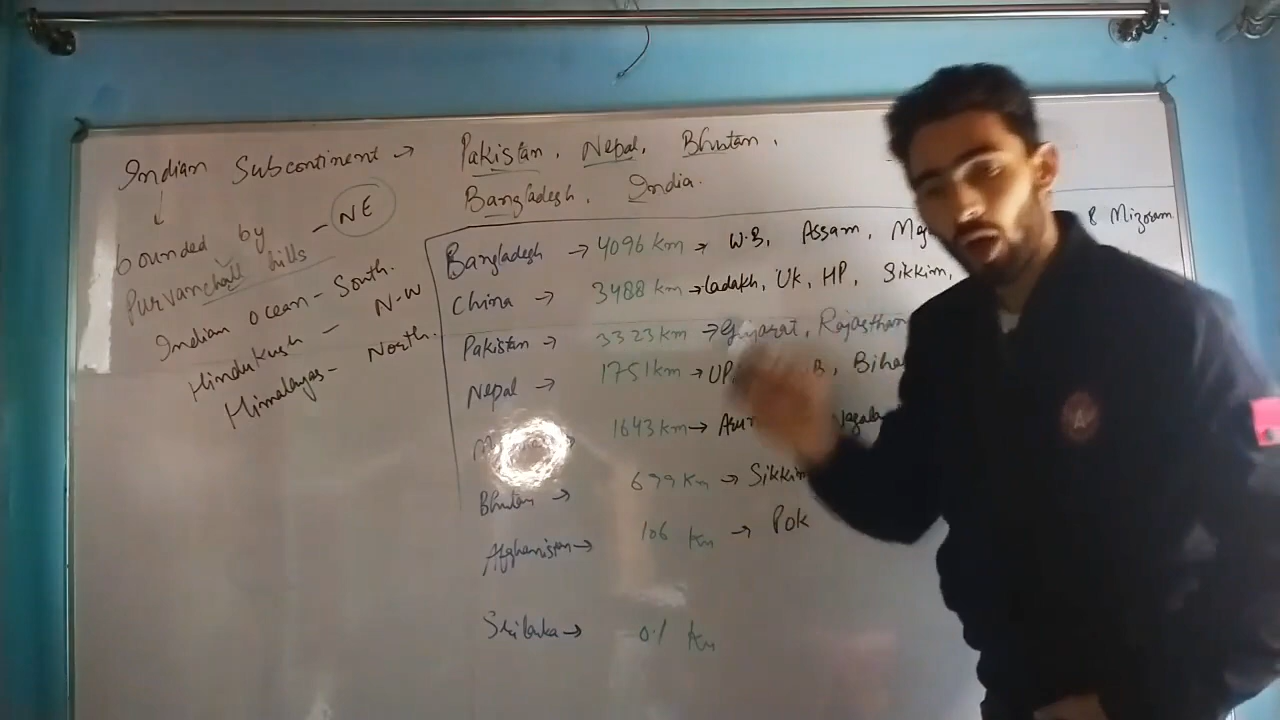 Indian Subcontinent → Pakistan, Nepal, Bhutan,
Bangladesh, India.
↓
bounded by
Purvanchall hills - NE
Indian ocean - South.
Hindukush - N-W
Himalayas - North.
Bangladesh → 4096 km → W.B, Assam, & Mizoram
China → 3488 km → Ladakh, UK, HP, Sikkim,
Pakistan → 3323 km → Gujarat, Rajasthan
Nepal → 1751 km → UP, B, Biha
1643 km →
Bhutan → 699 km → Sikkim
Afghanistan → 106 km → Pok
Srilanka → 0.1 km
A